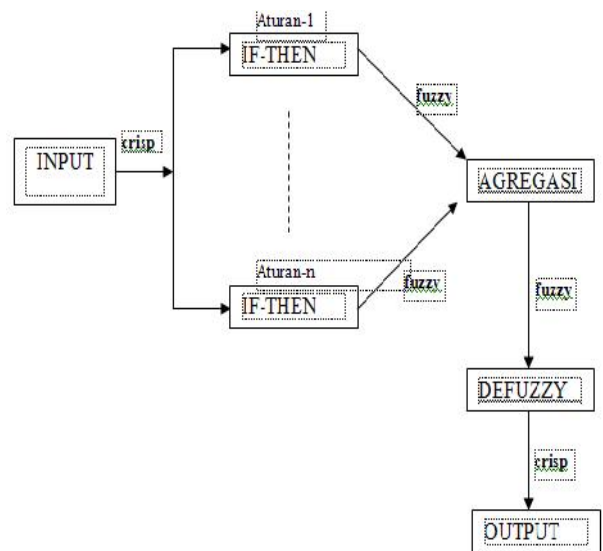 Aturan-1
IF-THEN
fuzzy
crisp
INPUT
AGREGASI
Aturan-n
fuzzy
IF-THEN
fuzzy
DEFUZZY
crisp
OUTPUT